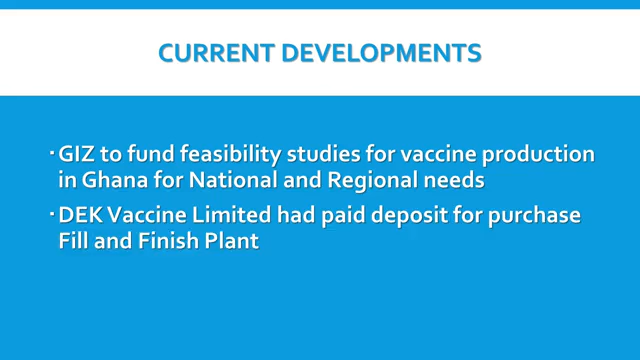 CURRENT DEVELOPMENTS
▪ GIZ to fund feasibility studies for vaccine production
in Ghana for National and Regional needs
▪ DEK Vaccine Limited had paid deposit for purchase
Fill and Finish Plant